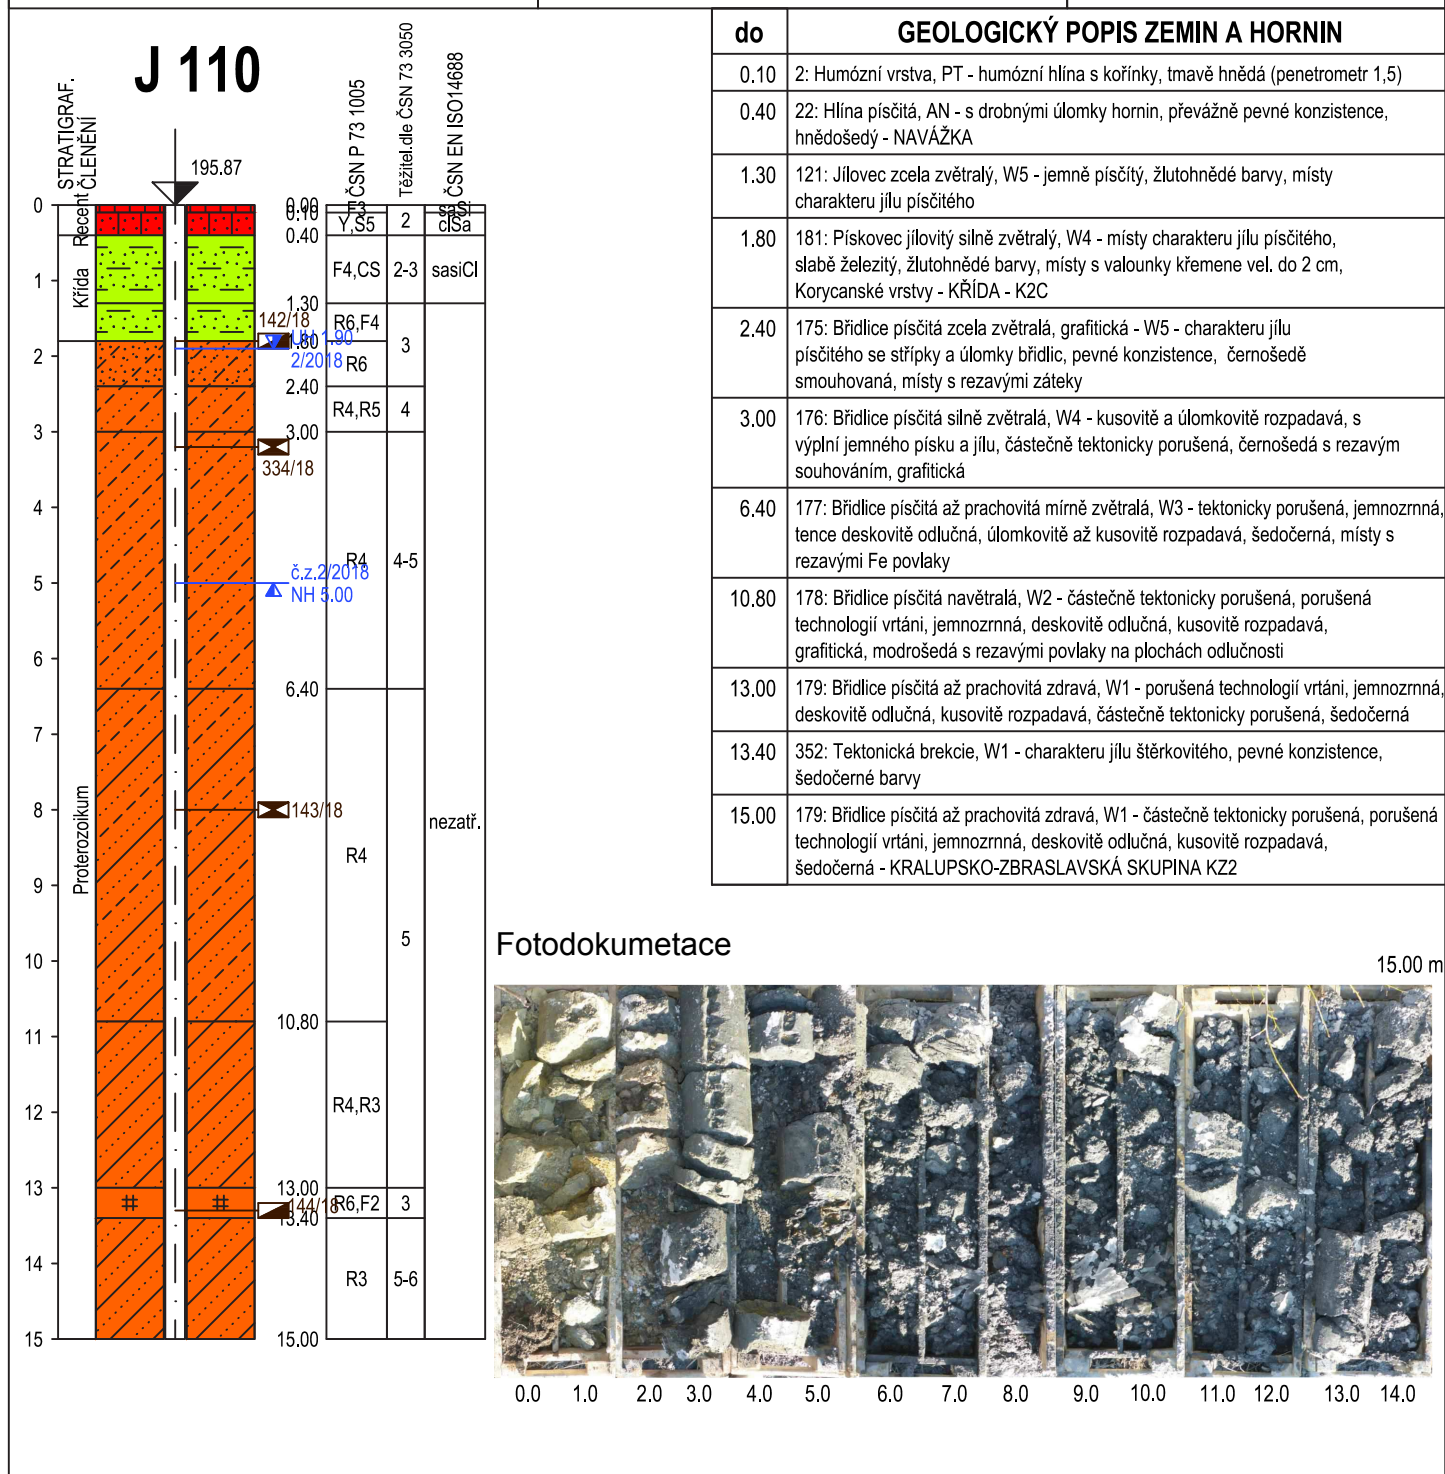 J 110
STRATIGRAF.
ČLENĚNÍ
ČSN P 73 1005
Těžitel.dle ČSN 73 3050
ČSN EN ISO14688
195.87
Recent
Křída
Proterozoikum
0
1
2
3
4
5
6
7
8
9
10
11
12
13
14
15
0.00
0.10
0.40
1.30
1.80
2.40
3.00
6.40
10.80
13.00
13.40
15.00
142/18
UH 1.90
2/2018
334/18
č.z.2/2018
NH 5.00
143/18
144/18
F3
Y,S5
F4,CS
R6,F4
R6
R4,R5
R4
R4
R4,R3
R6,F2
R3
2
2-3
3
4
4-5
5
3
5-6
saSi
clSa
sasiCl
nezatř.
do GEOLOGICKÝ POPIS ZEMIN A HORNIN
0.10 2: Humózní vrstva, PT - humózní hlína s kořínky, tmavě hnědá (penetrometr 1,5)
0.40 22: Hlína písčitá, AN - s drobnými úlomky hornin, převážně pevné konzistence,
hnědošedý - NAVÁŽKA
1.30 121: Jílovec zcela zvětralý, W5 - jemně písčítý, žlutohnědé barvy, místy
charakteru jílu písčitého
1.80 181: Pískovec jílovitý silně zvětralý, W4 - místy charakteru jílu písčitého,
slabě železitý, žlutohnědé barvy, místy s valounky křemene vel. do 2 cm,
Korycanské vrstvy - KŘÍDA - K2C
2.40 175: Břidlice písčitá zcela zvětralá, grafitická - W5 - charakteru jílu
písčitého se střípky a úlomky břidlic, pevné konzistence, černošedě
smouhovaná, místy s rezavými záteky
3.00 176: Břidlice písčitá silně zvětralá, W4 - kusovité a úlomkovitě rozpadavá, s
výplní jemného písku a jílu, částečně tektonicky porušená, černošedá s rezavým
souhováním, grafitická
6.40 177: Břidlice písčitá až prachovitá mírně zvětralá, W3 - tektonicky porušená, jemnozrnná,
tence deskovitě odlučná, úlomkovitě až kusovitě rozpadavá, šedočerná, místy s
rezavými Fe povlaky
10.80 178: Břidlice písčitá navětralá, W2 - částečně tektonicky porušená, porušená
technologií vrtáni, jemnozrnná, deskovitě odlučná, kusovitě rozpadavá,
grafitická, modrošedá s rezavými povlaky na plochách odlučnosti
13.00 179: Břidlice písčitá až prachovitá zdravá, W1 - porušená technologií vrtáni, jemnozrnná,
deskovitě odlučná, kusovitě rozpadavá, částečně tektonicky porušená, šedočerná
13.40 352: Tektonická brekcie, W1 - charakteru jílu štěrkovitého, pevné konzistence,
šedočerné barvy
15.00 179: Břidlice písčitá až prachovitá zdravá, W1 - částečně tektonicky porušená, porušená
technologií vrtáni, jemnozrnná, deskovitě odlučná, kusovitě rozpadavá,
šedočerná - KRALUPSKO-ZBRASLAVSKÁ SKUPINA KZ2
Fotodokumetace
15.00 m
0.0 1.0 2.0 3.0 4.0 5.0 6.0 7.0 8.0 9.0 10.0 11.0 12.0 13.0 14.0